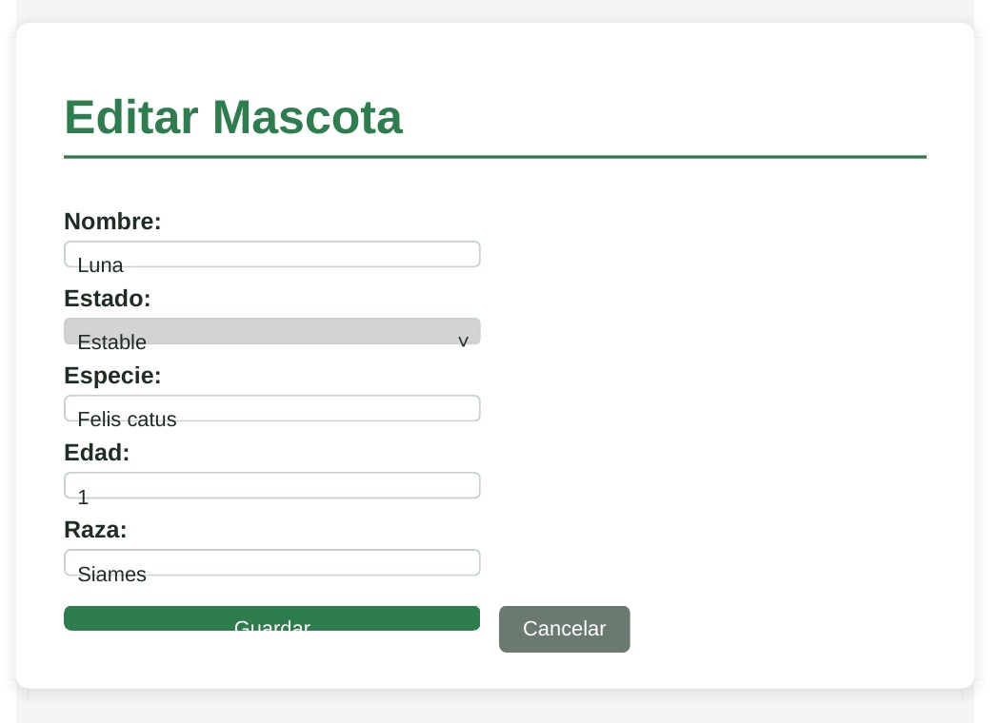 Editar Mascota
Nombre:
Luna
Estado:
Estable
Especie:
Felis catus
Edad:
1
Raza:
Siames
Guardar
Cancelar